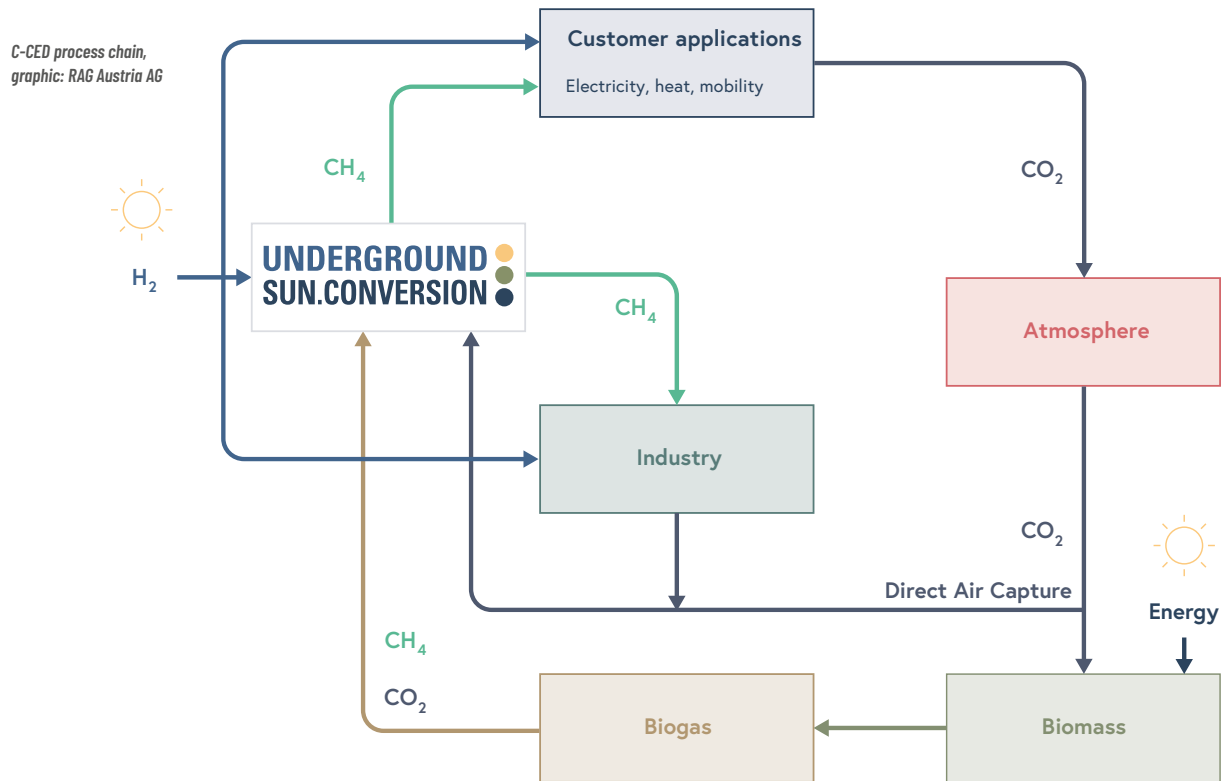 C-CED process chain,
graphic: RAG Austria AG
Customer applications
Electricity, heat, mobility
CH₄
CO₂
H₂
UNDERGROUND
SUN.CONVERSION
CH₄
Atmosphere
Industry
CO₂
Direct Air Capture
Energy
CH₄
CO₂
Biogas
Biomass